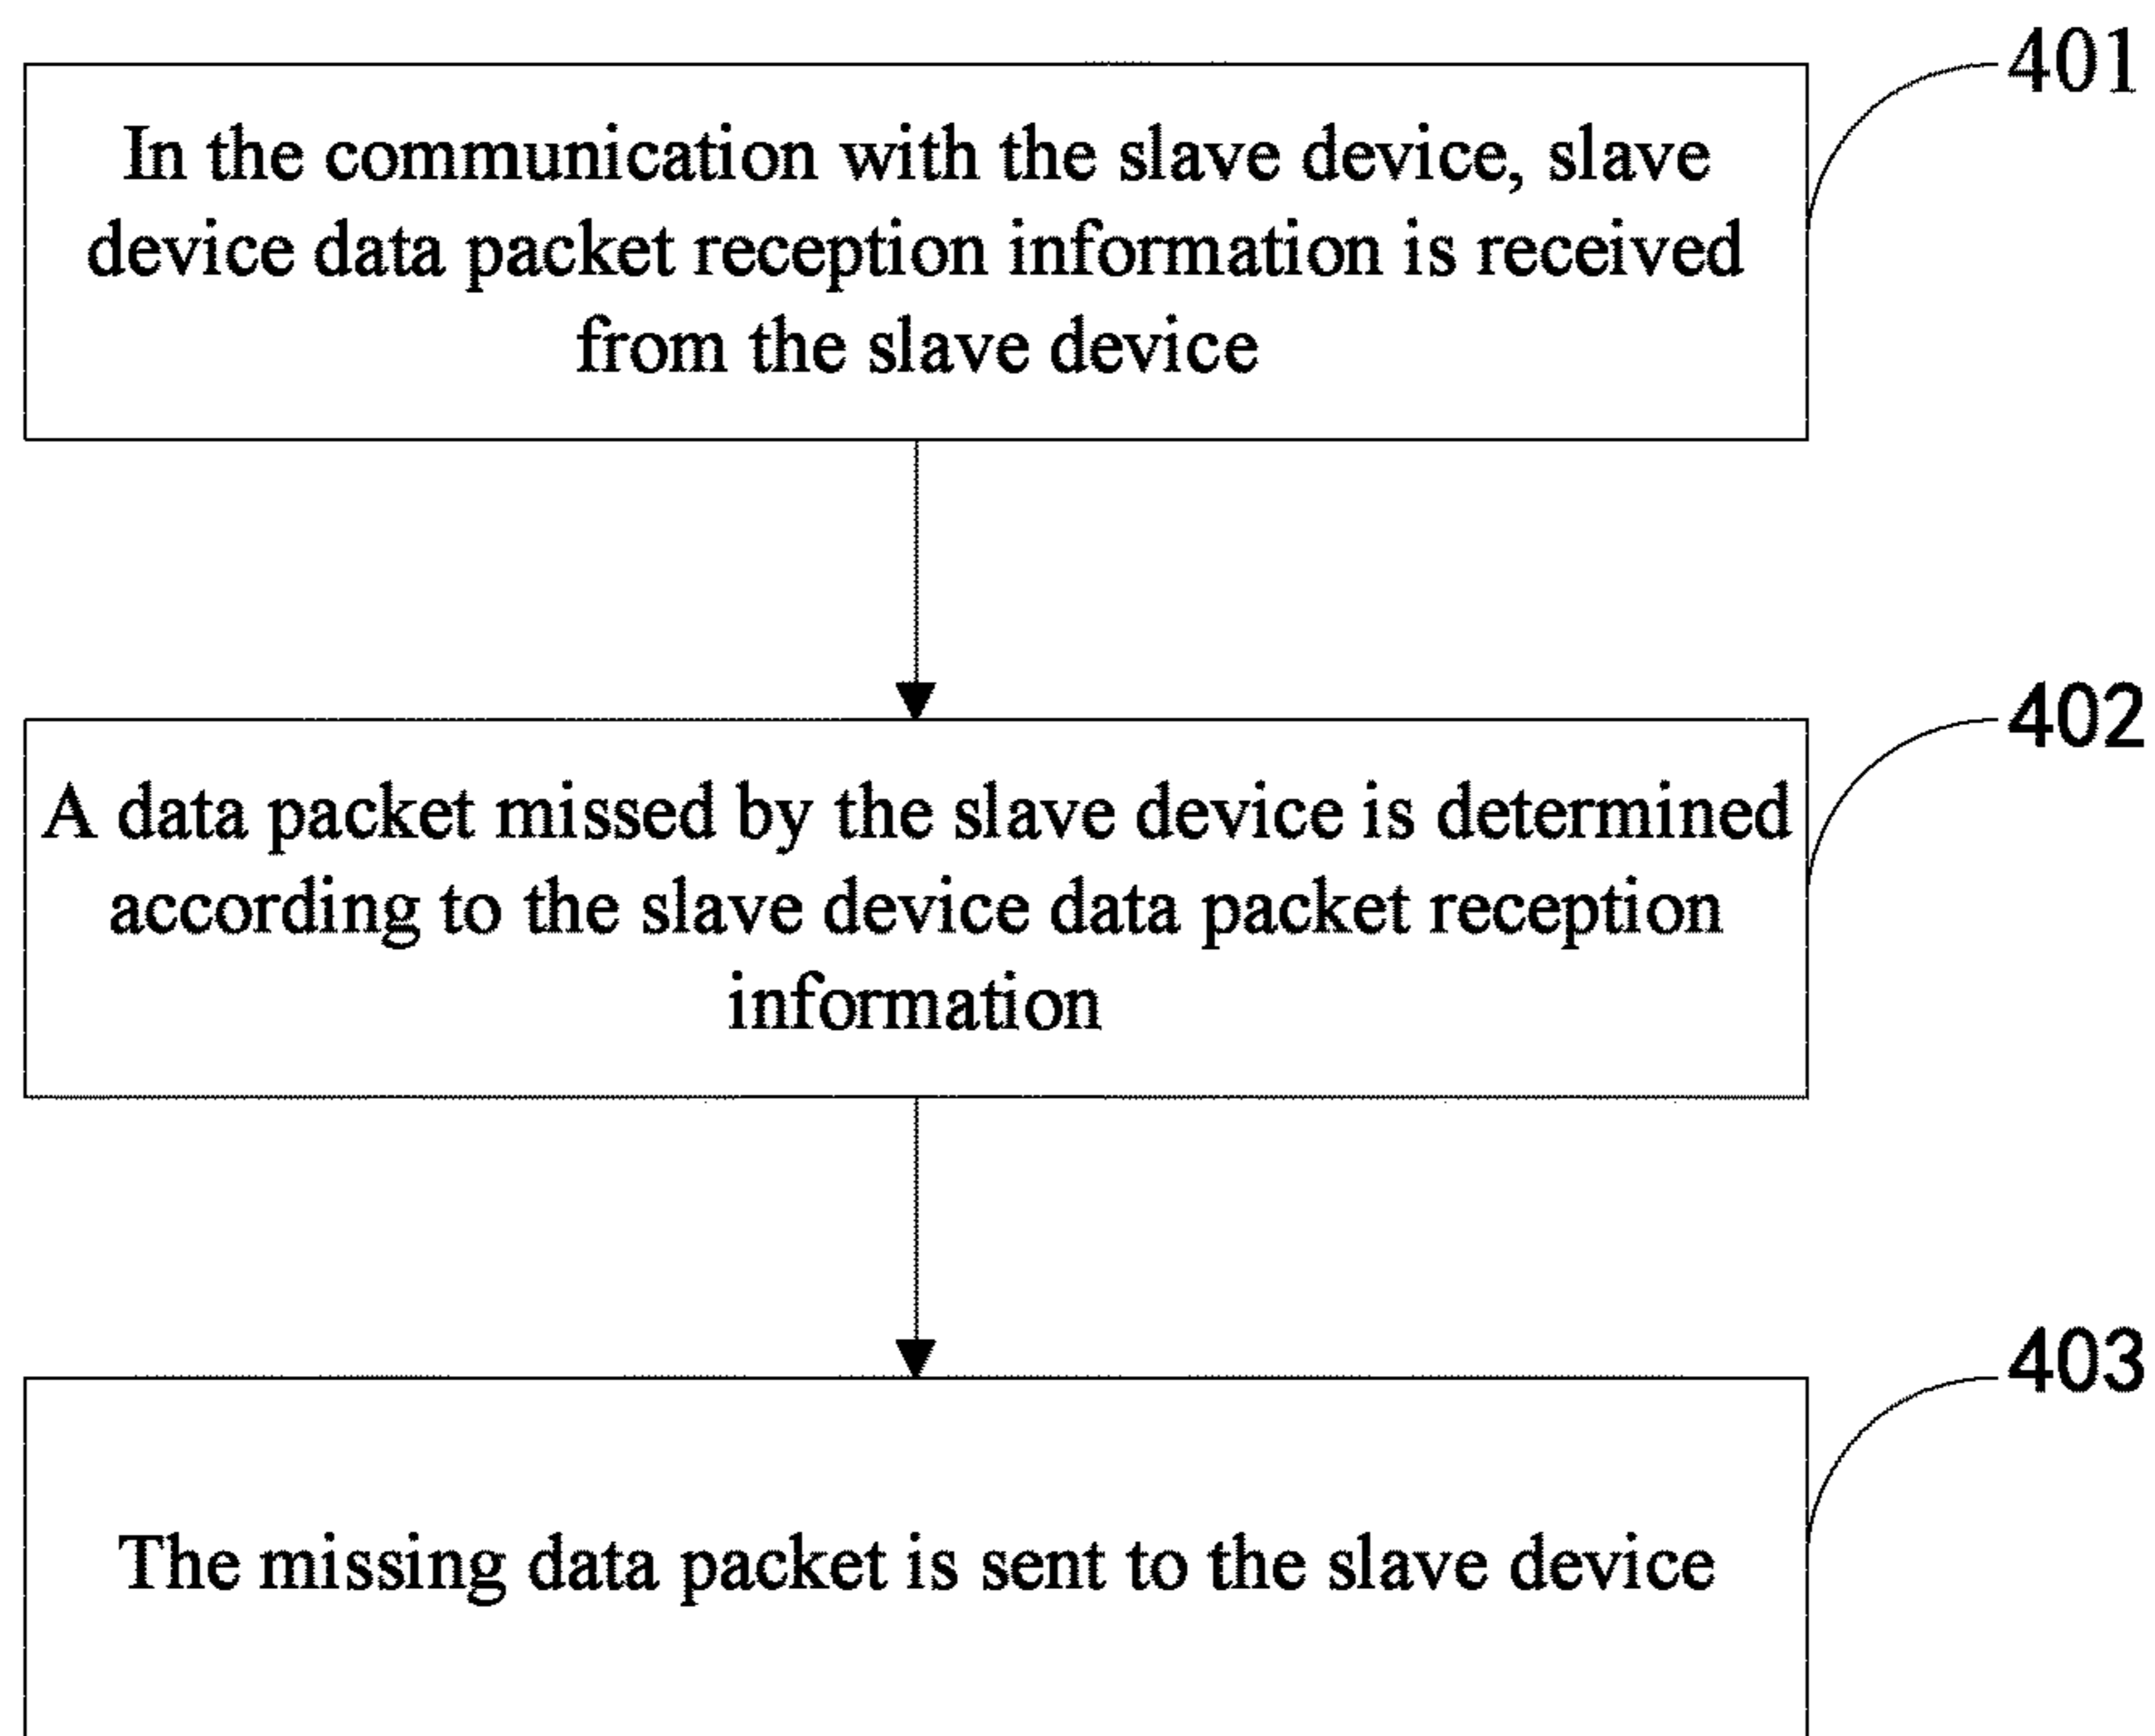 401
In the communication with the slave device, slave
device data packet reception information is received
from the slave device
402
A data packet missed by the slave device is determined
according to the slave device data packet reception
information
403
The missing data packet is sent to the slave device